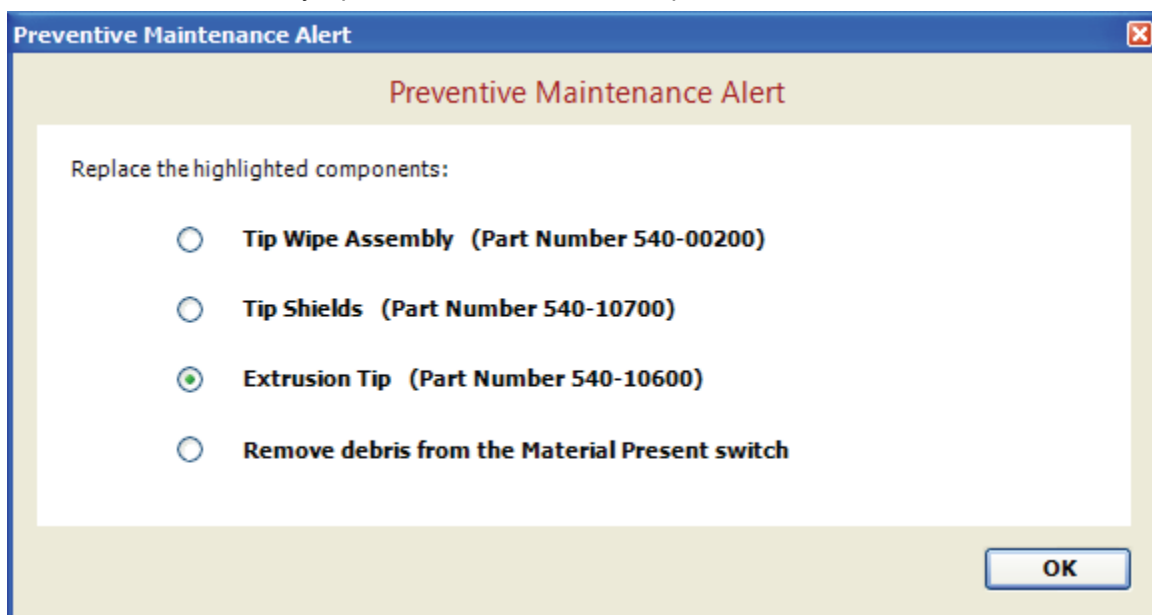 Preventive Maintenance Alert
Preventive Maintenance Alert
Replace the highlighted components:
Tip Wipe Assembly (Part Number 540-00200)
Tip Shields (Part Number 540-10700)
Extrusion Tip (Part Number 540-10600)
Remove debris from the Material Present switch
OK